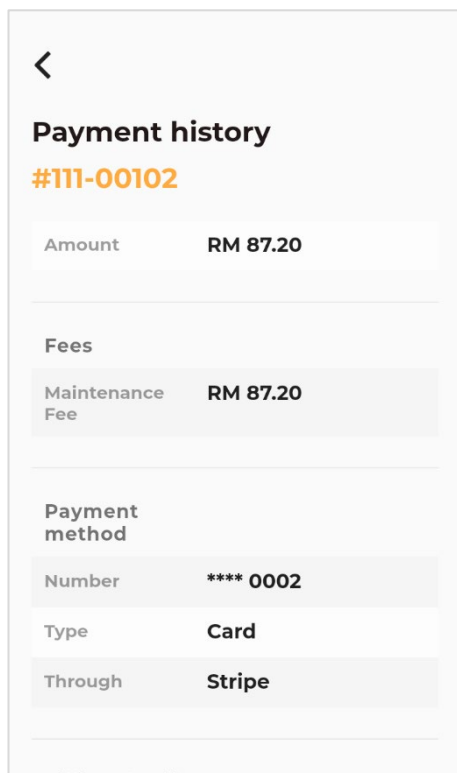 Payment history
#111-00102
Amount RM 87.20
Fees
Maintenance RM 87.20
Fee
Payment
method
Number **** 0002
Type Card
Through Stripe